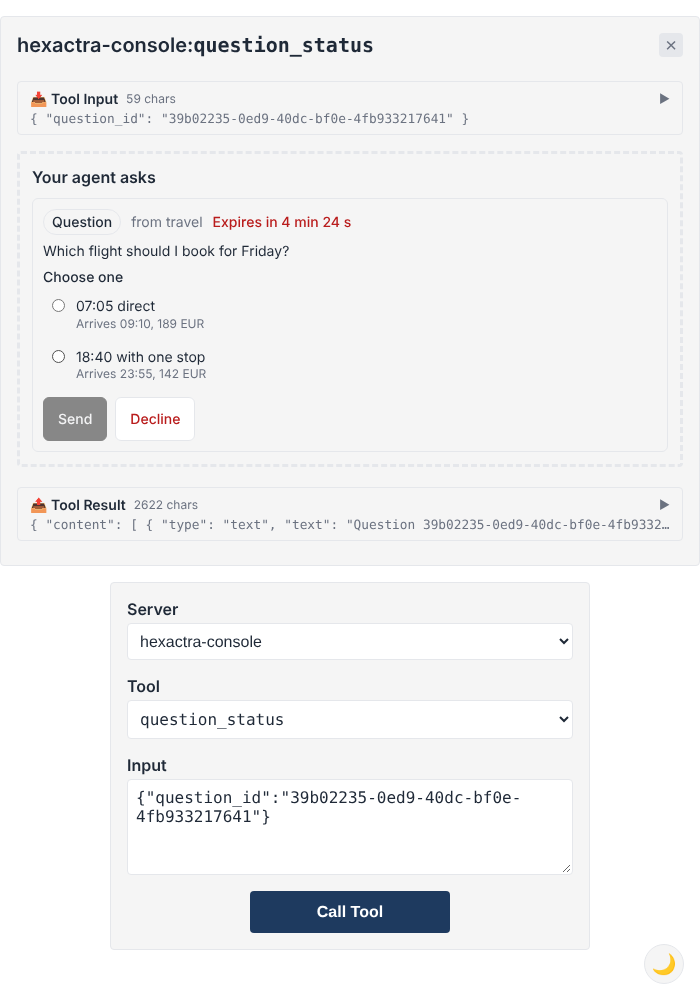 hexactra-console:question_status
✕
📥 Tool Input 59 chars ▶
{ "question_id": "39b02235-0ed9-40dc-bf0e-4fb933217641" }
Your agent asks
Question from travel Expires in 4 min 24 s
Which flight should I book for Friday?
Choose one
07:05 direct
Arrives 09:10, 189 EUR
18:40 with one stop
Arrives 23:55, 142 EUR
Send Decline
📤 Tool Result 2622 chars ▶
{ "content": [ { "type": "text", "text": "Question 39b02235-0ed9-40dc-bf0e-4fb9332…
Server
hexactra-console
Tool
question_status
Input
{"question_id":"39b02235-0ed9-40dc-bf0e-
4fb933217641"}
Call Tool